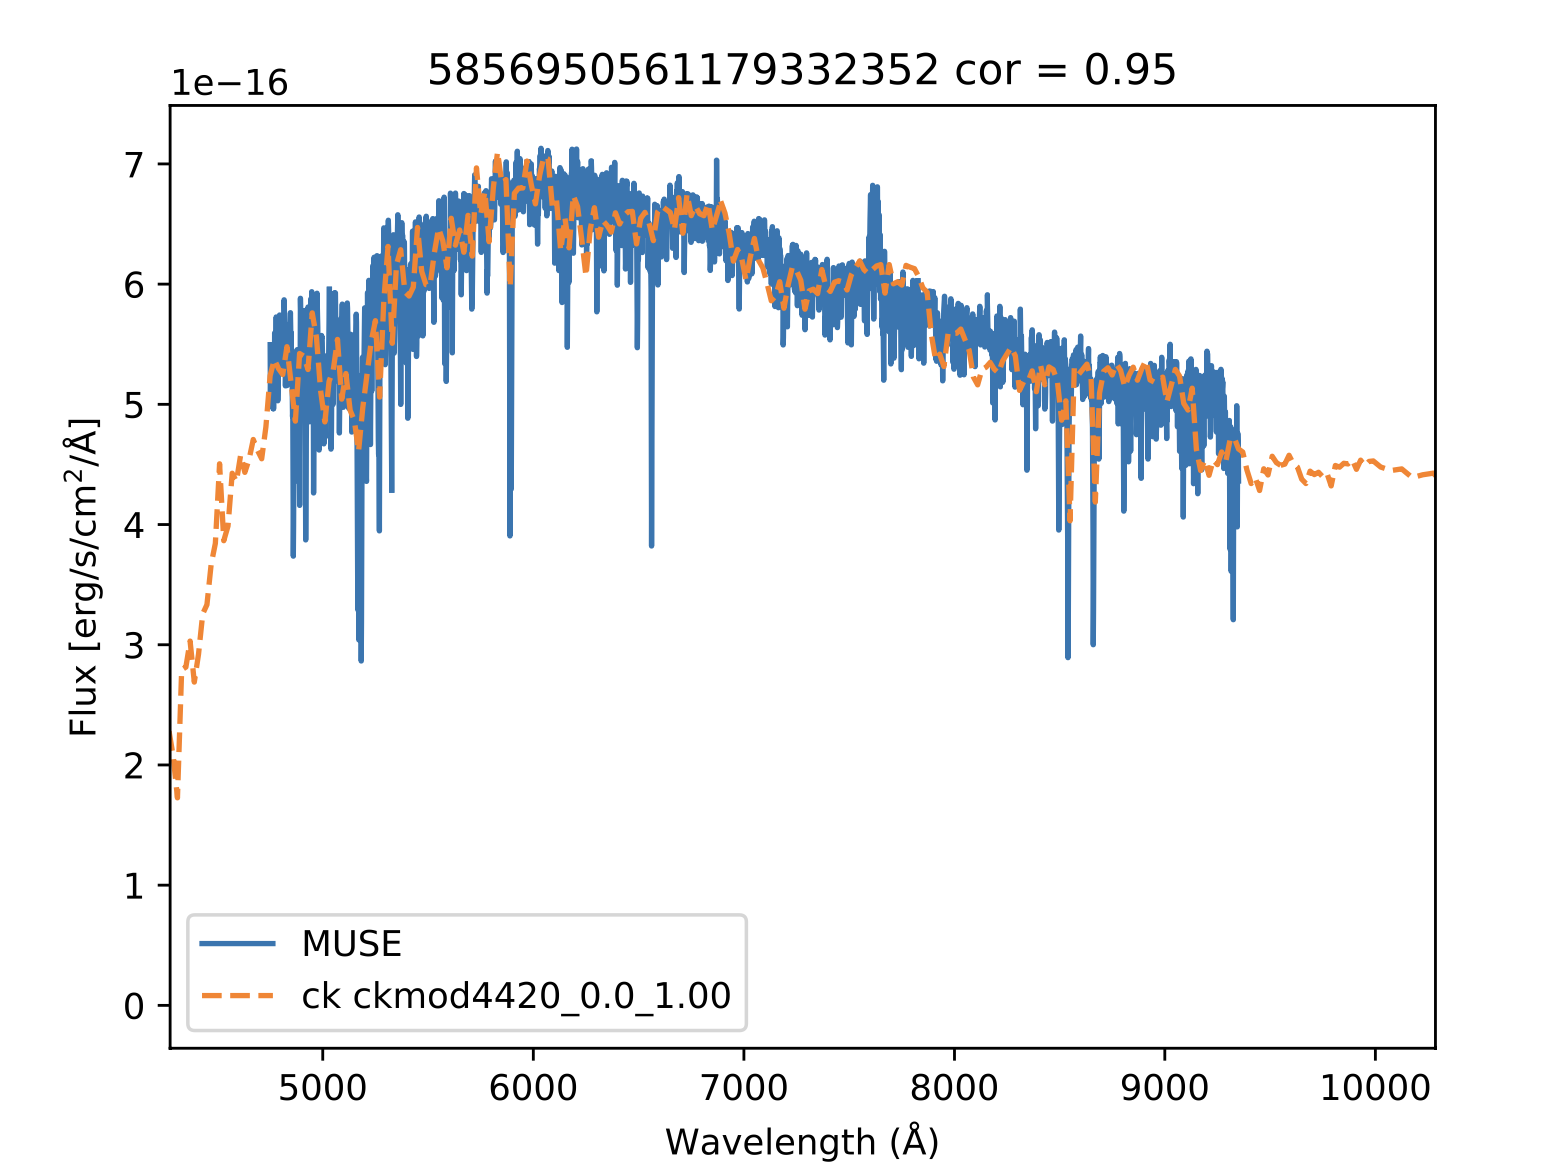 5856950561179332352 cor = 0.95
1e−16
7
6
5
4
3
2
1
0
Flux [erg/s/cm²/Å]
MUSE
ck ckmod4420_0.0_1.00
5000 6000 7000 8000 9000 10000
Wavelength (Å)